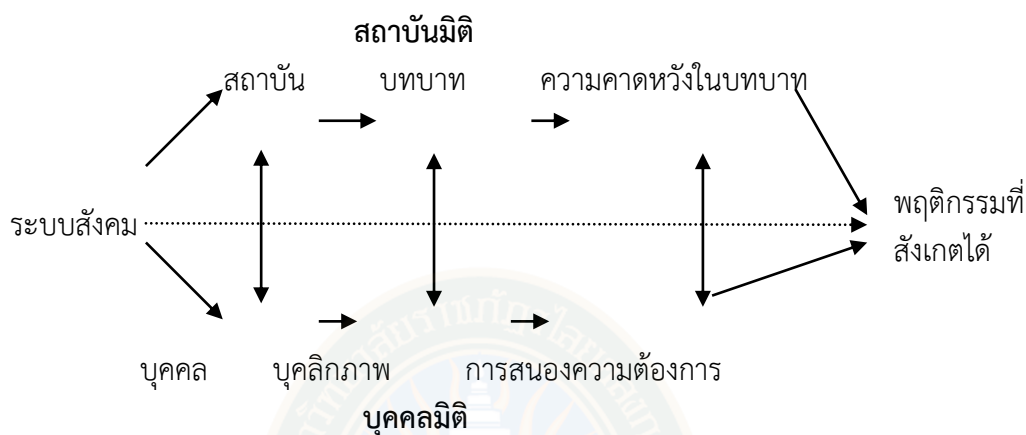 สถาบันมิติ
สถาบัน บทบาท ความคาดหวังในบทบาท
ระบบสังคม
พฤติกรรมที่
สังเกตได้
บุคคล บุคลิกภาพ การสนองความต้องการ
บุคคลมิติ